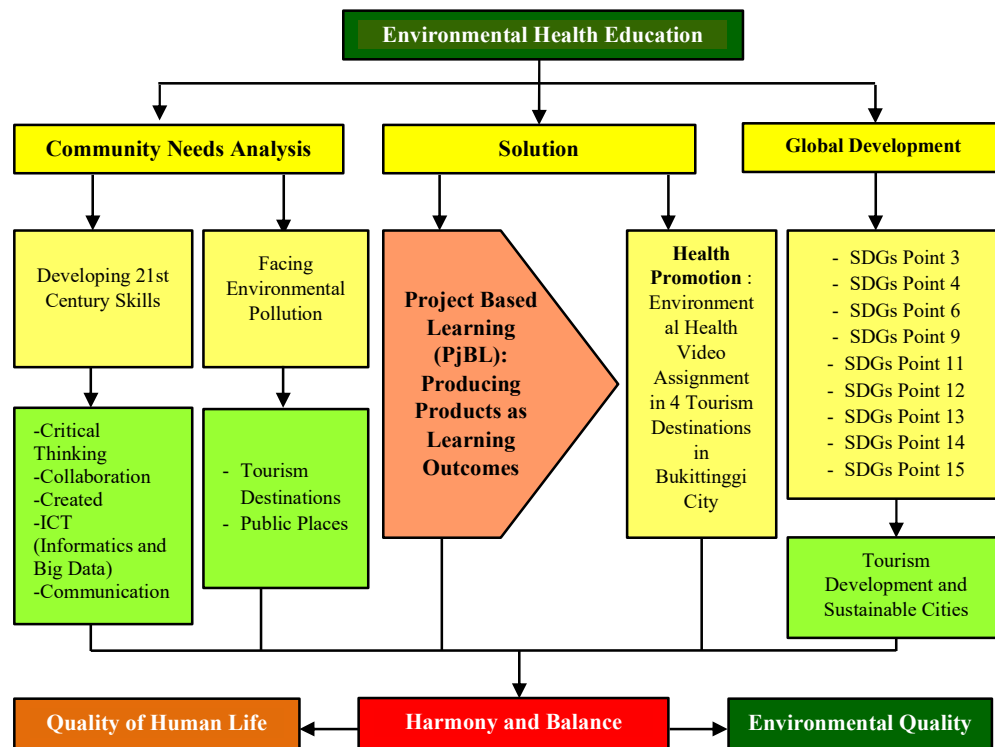 Environmental Health Education
Community Needs Analysis
Solution
Global Development
Developing 21st
Century Skills
Facing
Environmental
Pollution
Project Based
Learning
(PjBL):
Producing
Products as
Learning
Outcomes
Health
Promotion :
Environment
al Health
Video
Assignment
in 4 Tourism
Destinations
in
Bukittinggi
City
- SDGs Point 3
- SDGs Point 4
- SDGs Point 6
- SDGs Point 9
- SDGs Point 11
- SDGs Point 12
- SDGs Point 13
- SDGs Point 14
- SDGs Point 15
-Critical
Thinking
-Collaboration
-Created
-ICT
(Informatics and
Big Data)
-Communication
- Tourism
Destinations
- Public Places
Tourism
Development and
Sustainable Cities
Quality of Human Life
Harmony and Balance
Environmental Quality